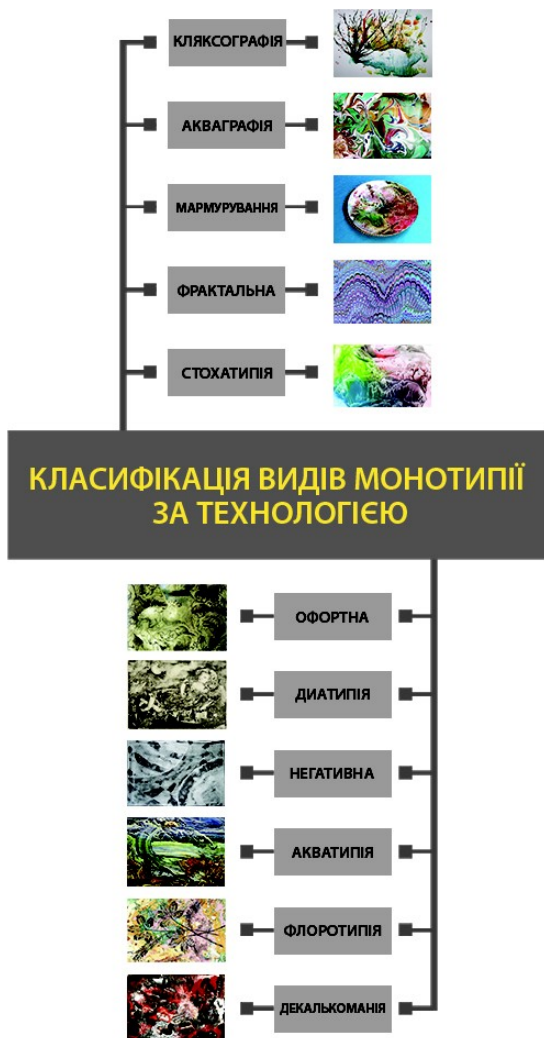 КЛЯКСОГРАФІЯ
АКВАГРАФІЯ
МАРМУРУВАННЯ
ФРАКТАЛЬНА
СТОХАТИПІЯ
КЛАСИФІКАЦІЯ ВИДІВ МОНОТИПІЇ
ЗА ТЕХНОЛОГІЄЮ
ОФОРТНА
ДИАТИПІЯ
НЕГАТИВНА
АКВАТИПІЯ
ФЛОРОТИПІЯ
ДЕКАЛЬКОМАНІЯ